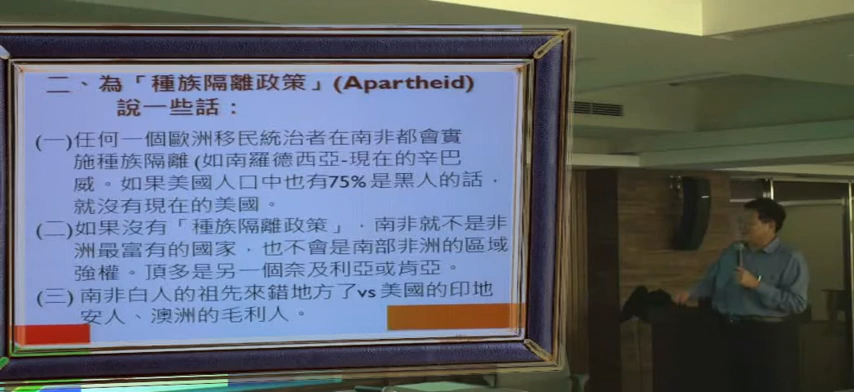 二、為「種族隔離政策」(Apartheid)
說一些話：
(一)任何一個歐洲移民統治者在南非都會實
施種族隔離 (如南羅德西亞-現在的辛巴
威。如果美國人口中也有75%是黑人的話，
就沒有現在的美國。
(二)如果沒有「種族隔離政策」，南非就不是非
洲最富有的國家，也不會是南部非洲的區域
強權。頂多是另一個奈及利亞或肯亞。
(三) 南非白人的祖先來錯地方了vs 美國的印地
安人、澳洲的毛利人。